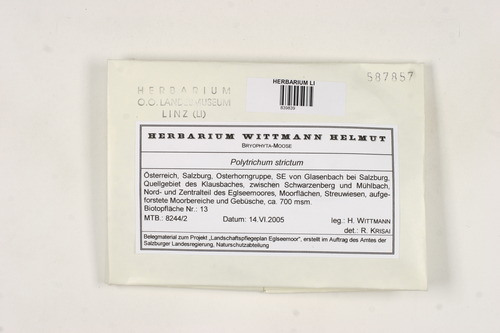 587857
HERBARIUM
O.Ö. LANDESMUSEUM
LINZ (LI)
HERBARIUM LI
HERBARIUM WITTMANN HELMUT
BRYOPHYTA-MOOSE
Polytrichum strictum
Österreich, Salzburg, Osterhorngruppe, SE von Glasenbach bei Salzburg,
Quellgebiet des Klausbaches, zwischen Schwarzenberg und Mühlbach,
Nord- und Zentralteil des Eglseemoores, Moorflächen, Streuwiesen, aufge-
forstete Moorbereiche und Gebüsche, ca. 700 msm.
Biotopfläche Nr.: 13
MTB.: 8244/2 Datum: 14.VI.2005 leg.: H. WITTMANN
det.: R. KRISAI
Belegmaterial zum Projekt „Landschaftspflegeplan Eglseemoor", erstellt im Auftrag des Amtes der
Salzburger Landesregierung, Naturschutzabteilung